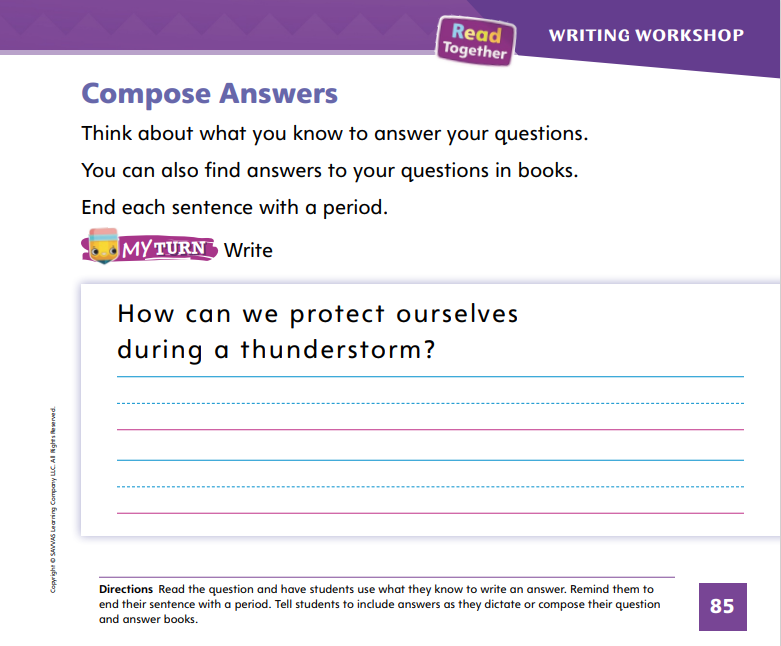 Read
Together
WRITING WORKSHOP
Compose Answers
Think about what you know to answer your questions.
You can also find answers to your questions in books.
End each sentence with a period.
MY TURN Write
How can we protect ourselves
during a thunderstorm?
Copyright © SAVVAS Learning Company LLC. All Rights Reserved.
Directions Read the question and have students use what they know to write an answer. Remind them to
end their sentence with a period. Tell students to include answers as they dictate or compose their question
and answer books.
85